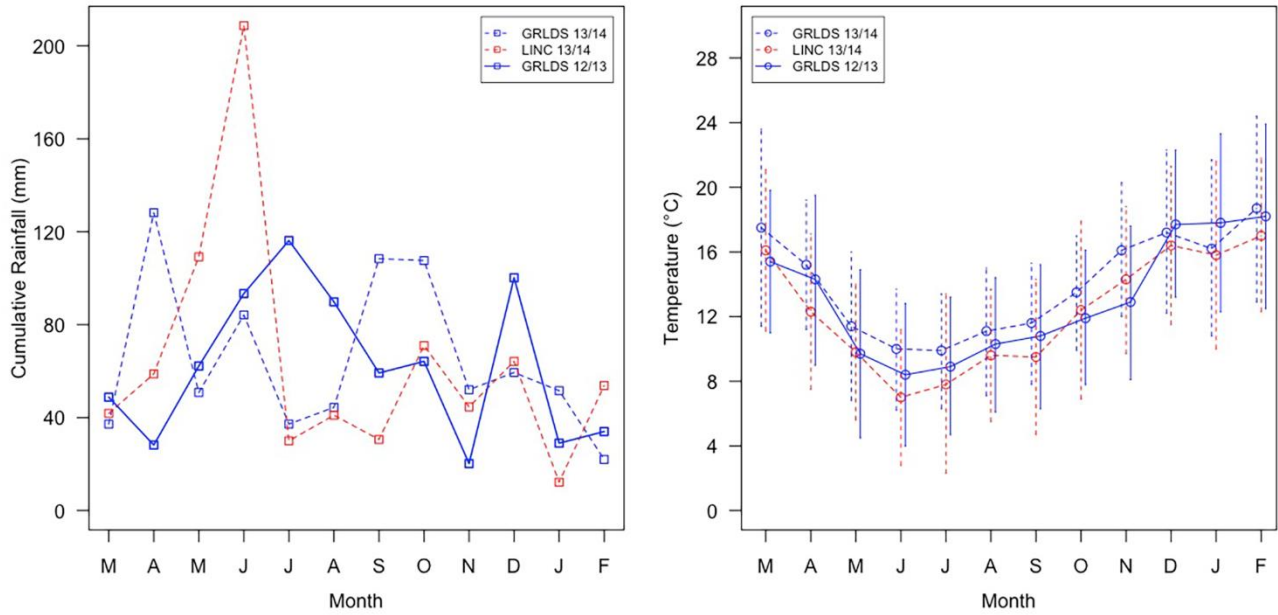 Cumulative Rainfall (mm)
200
160
120
80
40
0
GRLDS 13/14
LINC 13/14
GRLDS 12/13
M A M J J A S O N D J F
Month
Temperature (°C)
28
24
20
16
12
8
4
0
GRLDS 13/14
LINC 13/14
GRLDS 12/13
M A M J J A S O N D J F
Month